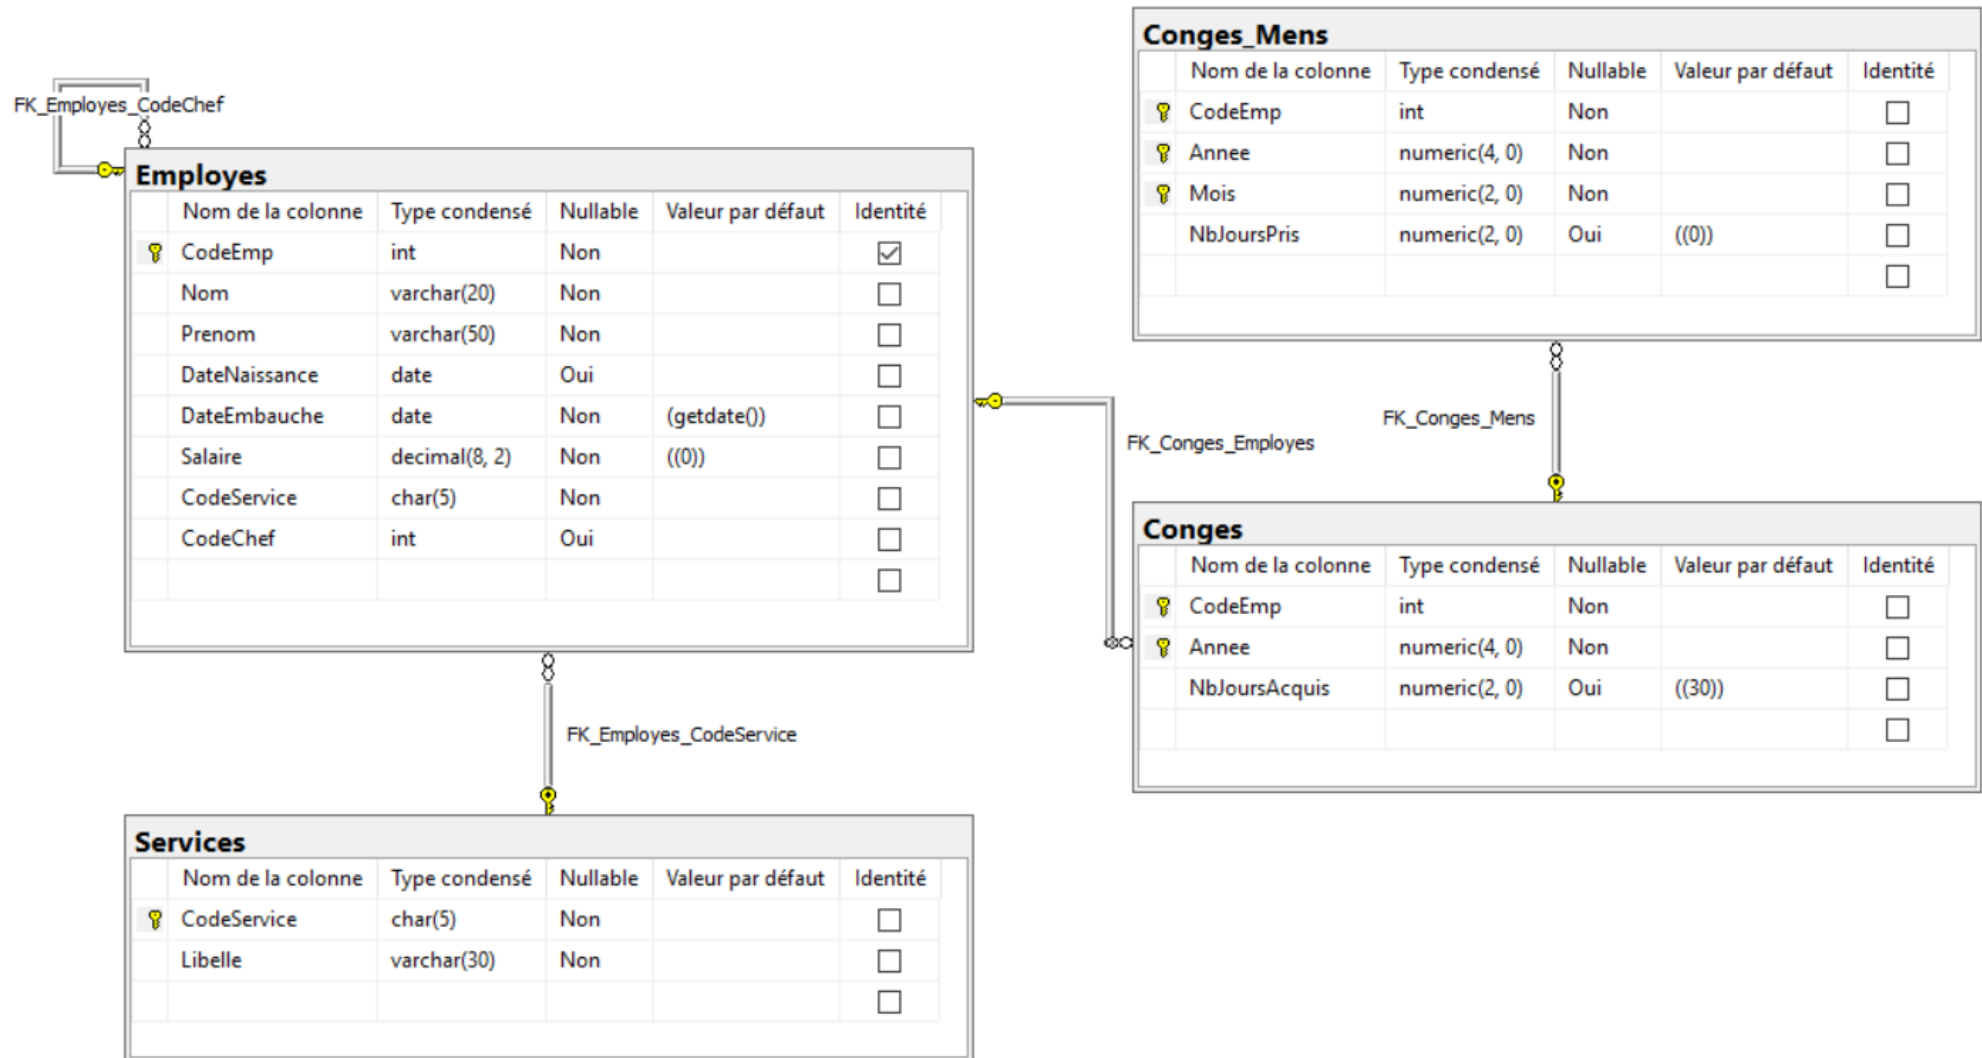 FK_Employes_CodeChef
Employes
Nom de la colonne Type condensé Nullable Valeur par défaut Identité
CodeEmp int Non
Nom varchar(20) Non
Prenom varchar(50) Non
DateNaissance date Oui
DateEmbauche date Non (getdate())
Salaire decimal(8, 2) Non ((0))
CodeService char(5) Non
CodeChef int Oui
FK_Employes_CodeService
Services
Nom de la colonne Type condensé Nullable Valeur par défaut Identité
CodeService char(5) Non
Libelle varchar(30) Non
Conges_Mens
Nom de la colonne Type condensé Nullable Valeur par défaut Identité
CodeEmp int Non
Annee numeric(4, 0) Non
Mois numeric(2, 0) Non
NbJoursPris numeric(2, 0) Oui ((0))
FK_Conges_Mens
FK_Conges_Employes
Conges
Nom de la colonne Type condensé Nullable Valeur par défaut Identité
CodeEmp int Non
Annee numeric(4, 0) Non
NbJoursAcquis numeric(2, 0) Oui ((30))